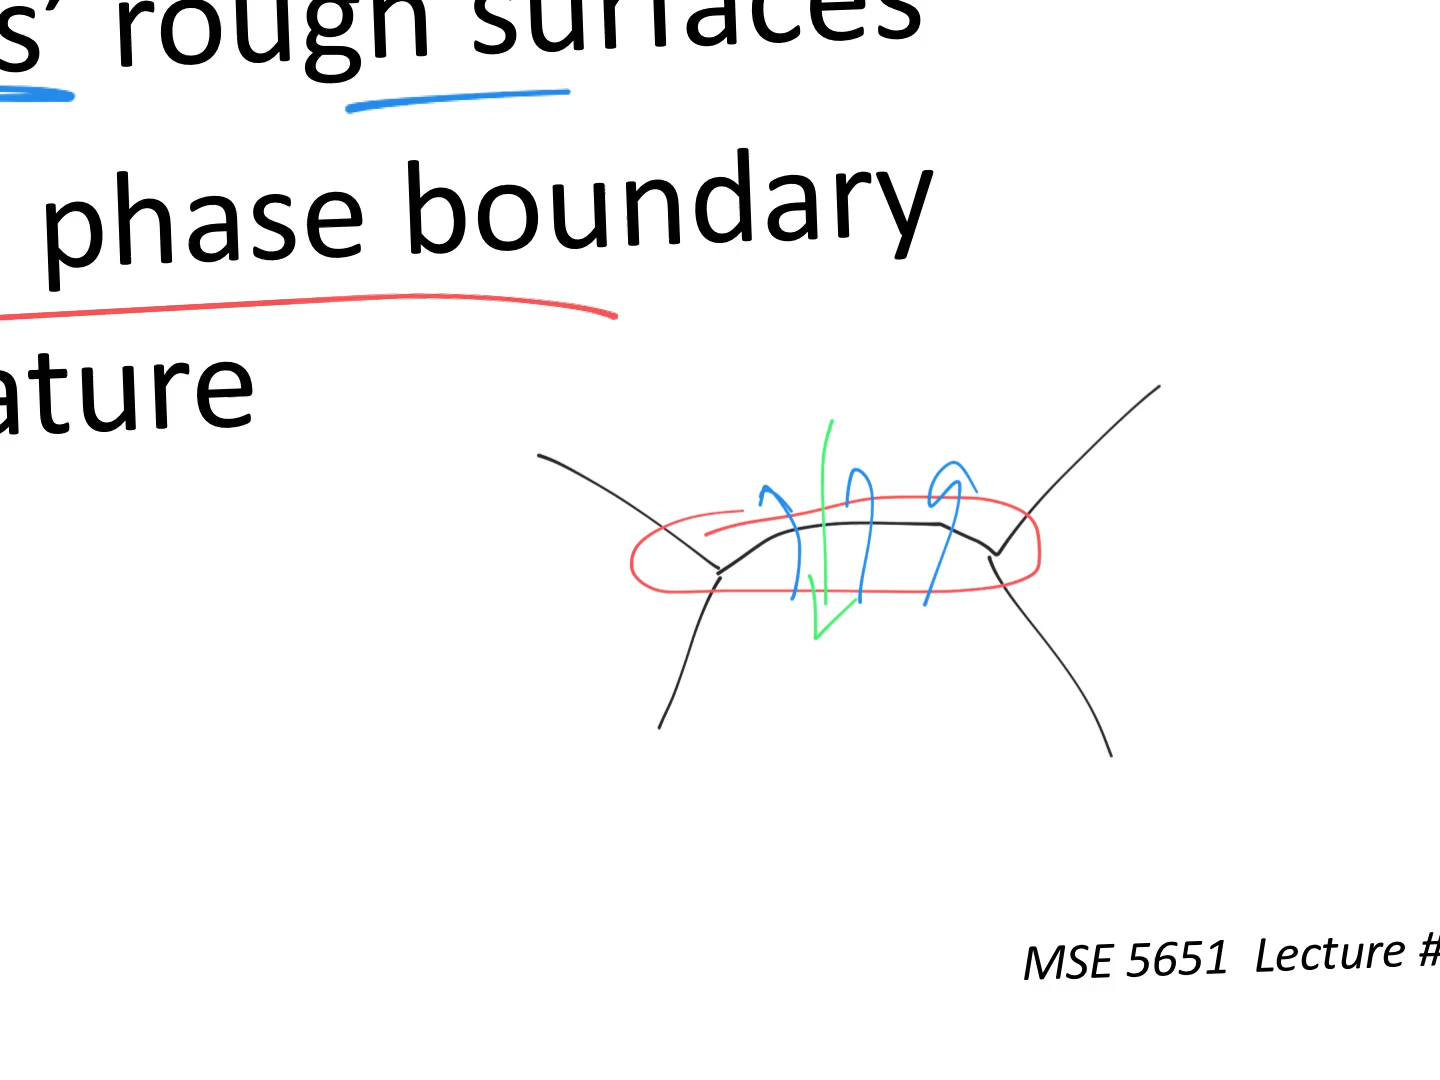 s’ rough surfaces
phase boundary
ature
MSE 5651 Lecture #